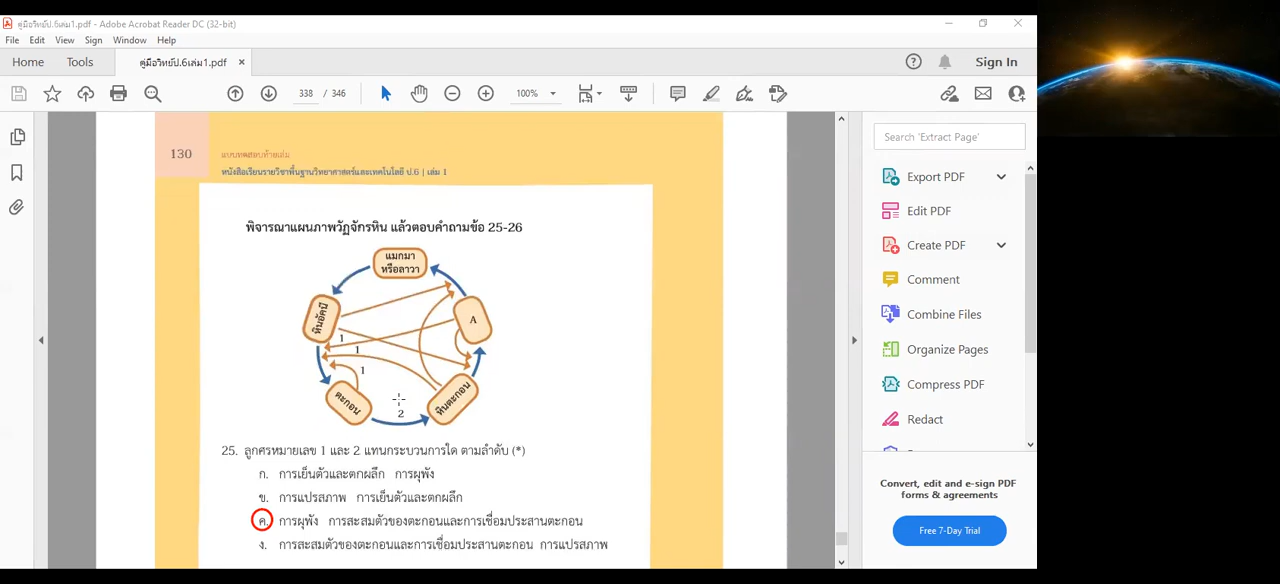 คู่มือวิทย์ป.6เล่ม1.pdf - Adobe Acrobat Reader DC (32-bit)
File Edit View Sign Window Help
Home Tools คู่มือวิทย์ป.6เล่ม1.pdf × Sign In
338 / 346 100%
Search 'Extract Page'
Export PDF
Edit PDF
Create PDF
Comment
Combine Files
Organize Pages
Compress PDF
Redact
Convert, edit and e-sign PDF
forms & agreements
Free 7-Day Trial
130 แบบทดสอบท้ายเล่ม
หนังสือเรียนรายวิชาพื้นฐานวิทยาศาสตร์และเทคโนโลยี ป.6 | เล่ม 1
พิจารณาแผนภาพวัฏจักรหิน แล้วตอบคำถามข้อ 25-26
แมกมา
หรือลาวา
หินอัคนี
A
1
1
1
ตะกอน
หินตะกอน
2
25. ลูกศรหมายเลข 1 และ 2 แทนกระบวนการใด ตามลำดับ (*)
ก. การเย็นตัวและตกผลึก การผุพัง
ข. การแปรสภาพ การเย็นตัวและตกผลึก
ค. การผุพัง การสะสมตัวของตะกอนและการเชื่อมประสานตะกอน
ง. การสะสมตัวของตะกอนและการเชื่อมประสานตะกอน การแปรสภาพ